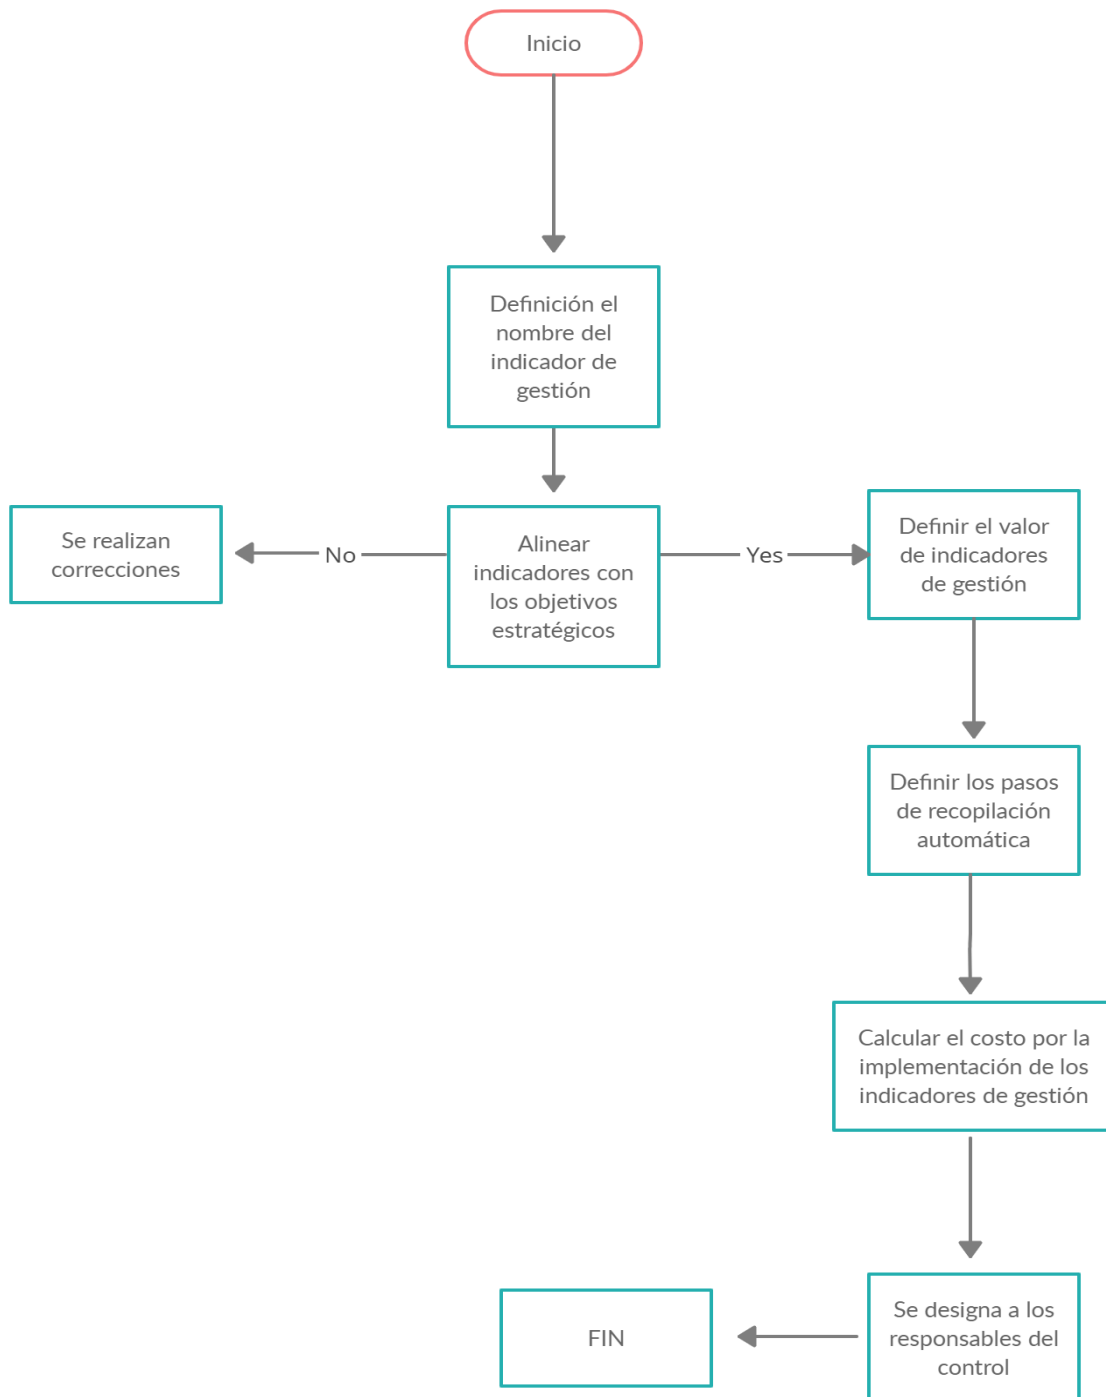 Inicio
Definición el
nombre del
indicador de
gestión
Se realizan
correcciones
No
Alinear
indicadores con
los objetivos
estratégicos
Yes
Definir el valor
de indicadores
de gestión
Definir los pasos
de recopilación
automática
Calcular el costo por la
implementación de los
indicadores de gestión
Se designa a los
responsables del
control
FIN